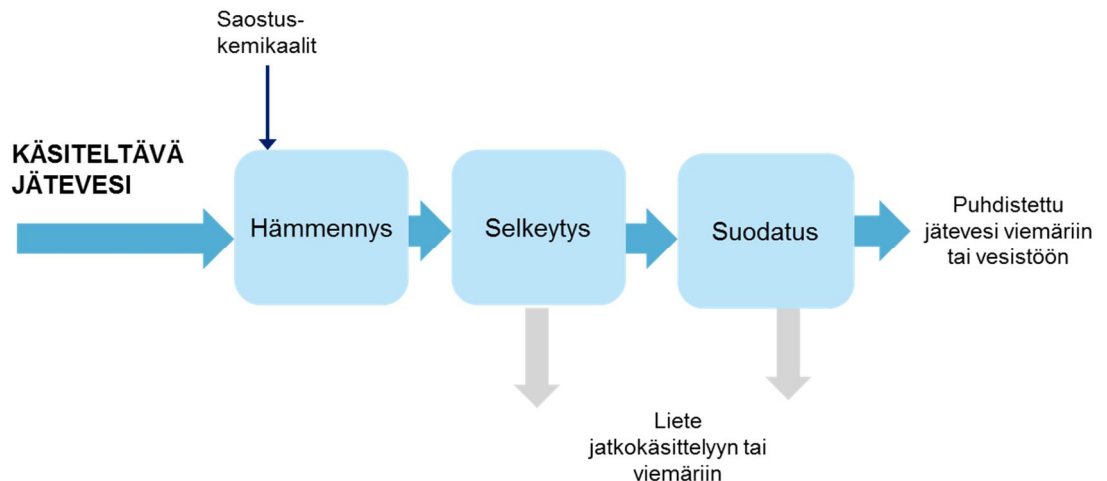 Saostus-
kemikaalit
KÄSITELTÄVÄ
JÄTEVESI
Hämmennys
Selkeytys
Suodatus
Puhdistettu
jätevesi viemäriin
tai vesistöön
Liete
jatkokäsittelyyn tai
viemäriin